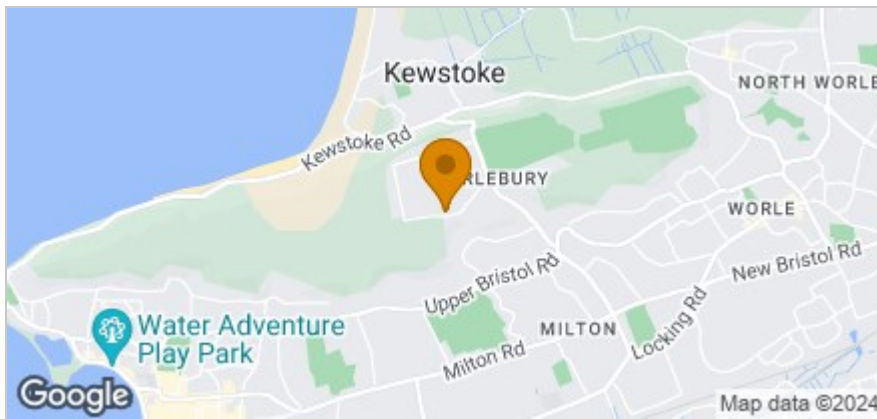 Kewstoke
NORTH WORLE
Kewstoke Rd
RLEBURY
WORLE
New Bristol Rd
Upper Bristol Rd
Locking Rd
MILTON
Milton Rd
Water Adventure
Play Park
Google
Map data ©2024